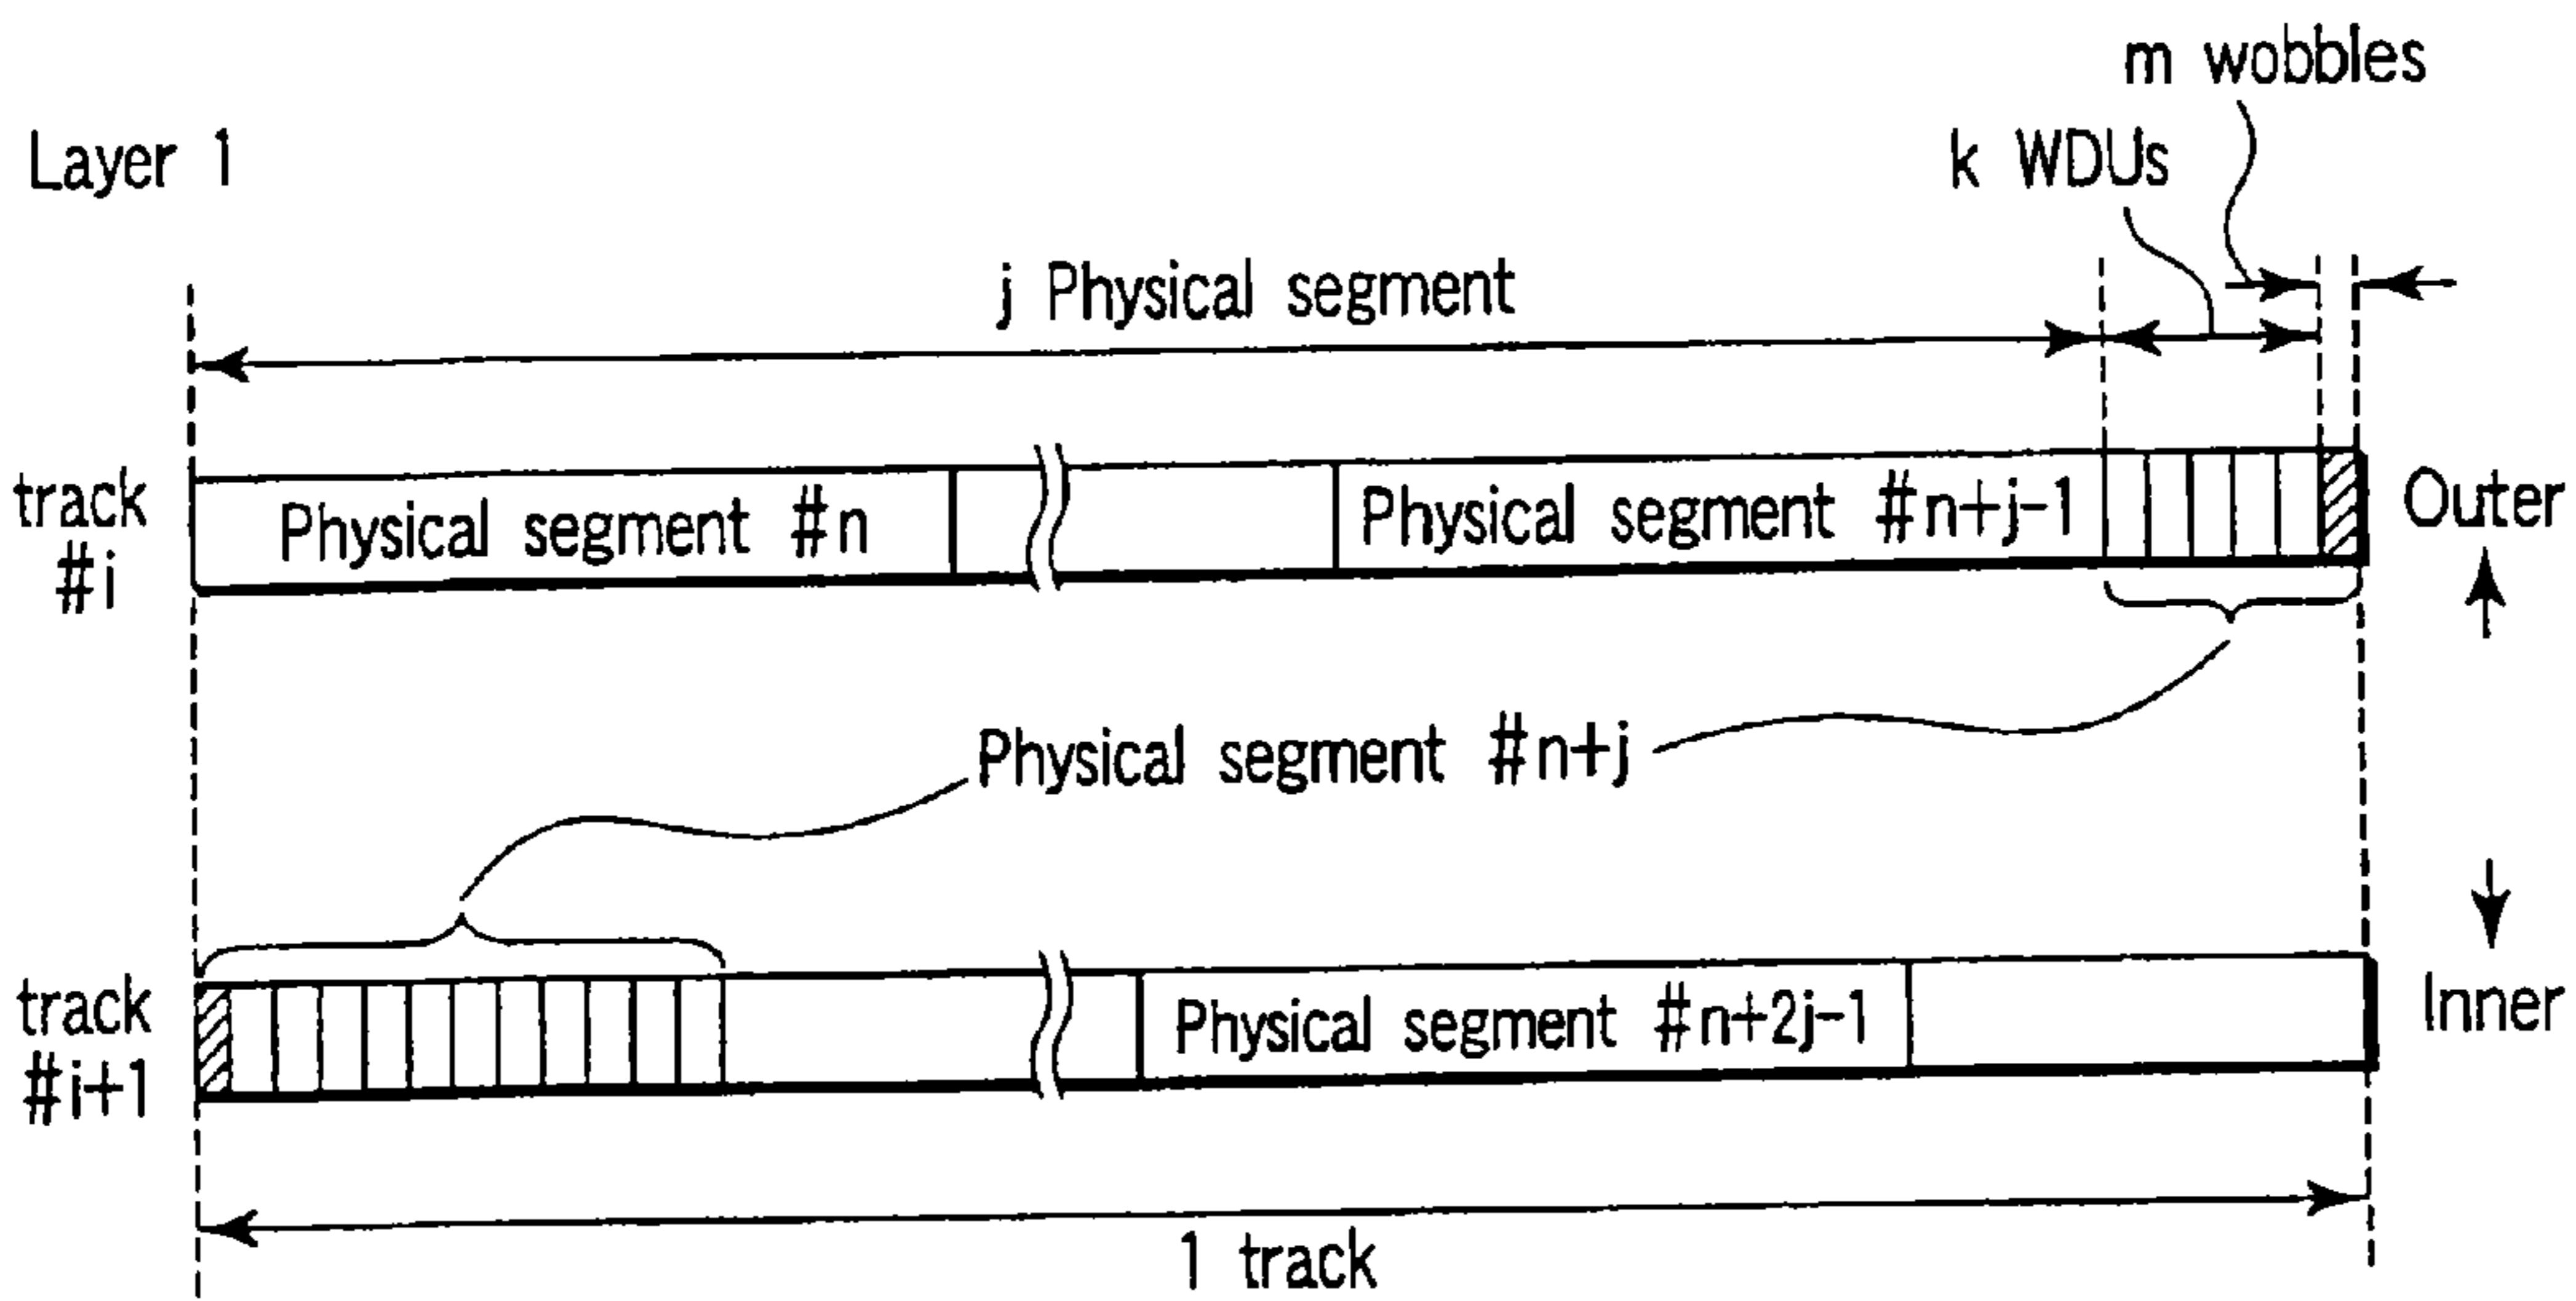 m wobbles
Layer 1
k WDUs
j Physical segment
track
#i
Physical segment #n
Physical segment #n+j-1
Outer
Physical segment #n+j
track
#i+1
Physical segment #n+2j-1
Inner
1 track